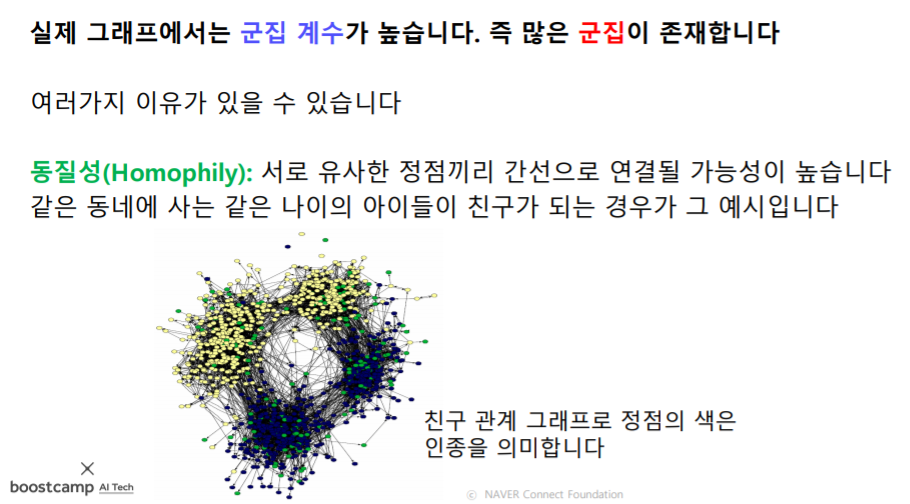 실제 그래프에서는 군집 계수가 높습니다. 즉 많은 군집이 존재합니다
여러가지 이유가 있을 수 있습니다
동질성(Homophily): 서로 유사한 정점끼리 간선으로 연결될 가능성이 높습니다
같은 동네에 사는 같은 나이의 아이들이 친구가 되는 경우가 그 예시입니다
친구 관계 그래프로 정점의 색은
인종을 의미합니다
boostcamp AI Tech
ⓒ NAVER Connect Foundation